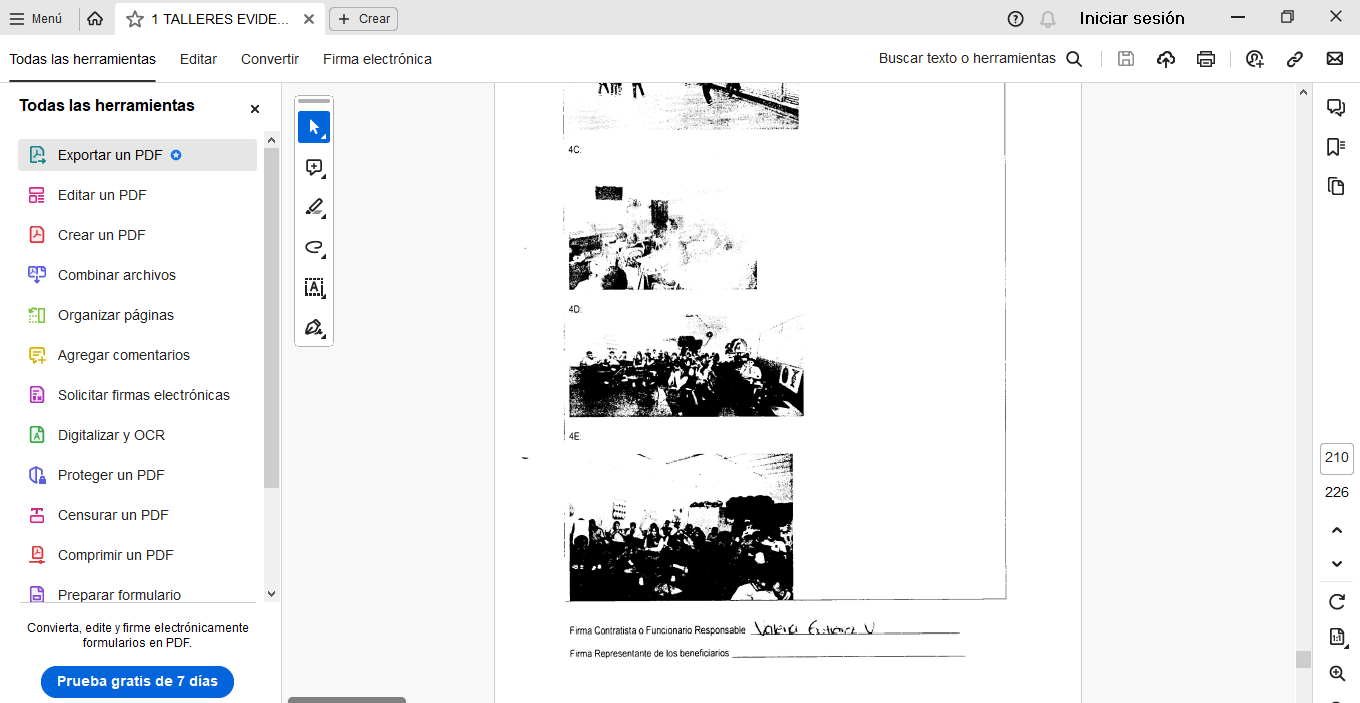 Menú
1 TALLERES EVIDE...
Crear
Iniciar sesión
Todas las herramientas
Editar
Convertir
Firma electrónica
Buscar texto o herramientas
Todas las herramientas
Exportar un PDF
Editar un PDF
Crear un PDF
Combinar archivos
Organizar páginas
Agregar comentarios
Solicitar firmas electrónicas
Digitalizar y OCR
Proteger un PDF
Censurar un PDF
Comprimir un PDF
Preparar formulario
Convierta, edite y firme electrónicamente
formularios en PDF.
Prueba gratis de 7 días
4C:
4D:
4E:
Firma Contratista o Funcionario Responsable
Firma Representante de los beneficiarios
210
226
1:1